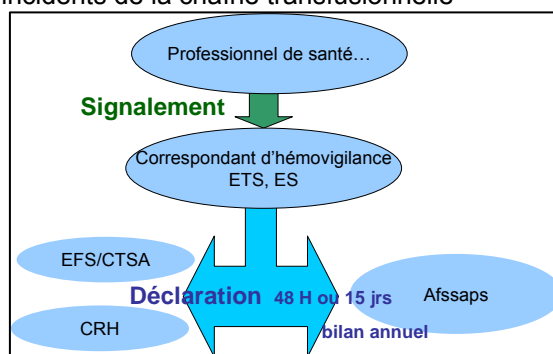 incidents de la chaîne transfusionnelle
Professionnel de santé…
Signalement
Correspondant d'hémovigilance
ETS, ES
EFS/CTSA
Déclaration 48 H ou 15 jrs
Afssaps
CRH
bilan annuel